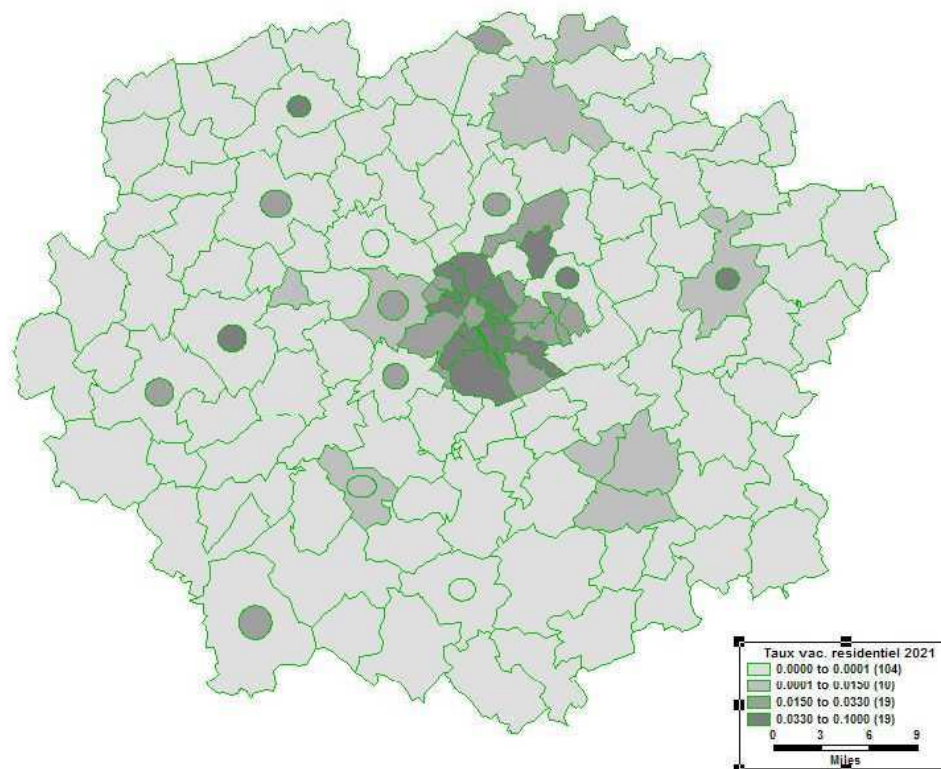 Taux vac. residentiel 2021
0.0000 to 0.0001 (104)
0.0001 to 0.0150 (10)
0.0150 to 0.0330 (19)
0.0330 to 0.1000 (19)
0 3 6 9
Miles